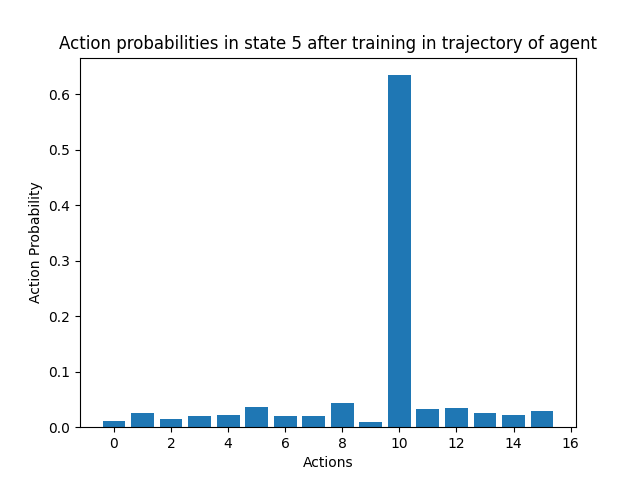 Action probabilities in state 5 after training in trajectory of agent
0.6
0.5
0.4
0.3
0.2
0.1
0.0
Action Probability
0 2 4 6 8 10 12 14 16
Actions